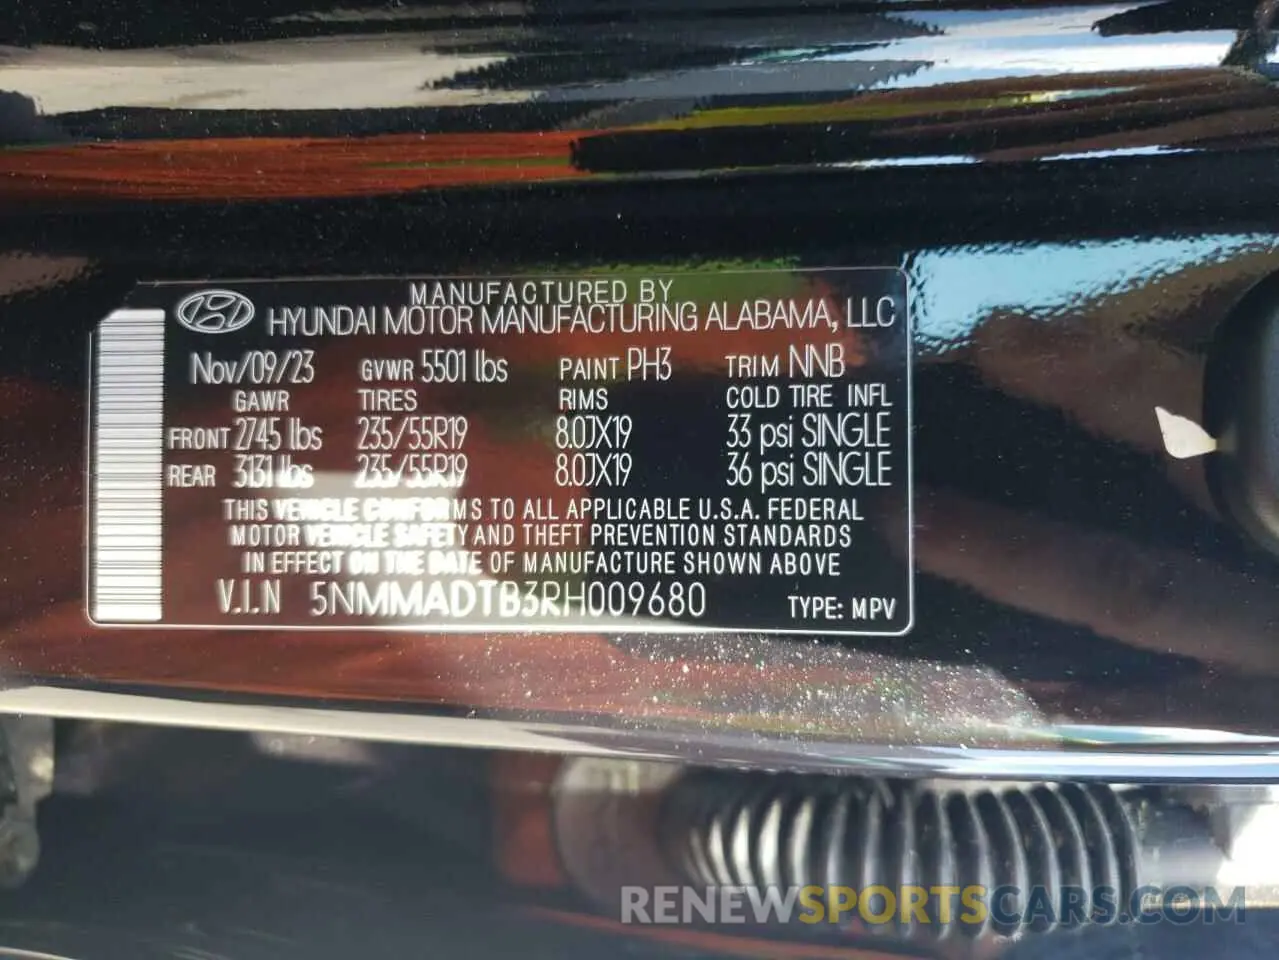 MANUFACTURED BY
HYUNDAI MOTOR MANUFACTURING ALABAMA, LLC
Nov/09/23 GVWR 5501 lbs PAINT PH3 TRIM NNB
GAWR TIRES RIMS COLD TIRE INFL
FRONT 2745 lbs 235/55R19 8.0JX19 33 psi SINGLE
REAR 3131 lbs 235/55R19 8.0JX19 36 psi SINGLE
THIS VEHICLE CONFORMS TO ALL APPLICABLE U.S.A. FEDERAL
MOTOR VEHICLE SAFETY AND THEFT PREVENTION STANDARDS
IN EFFECT ON THE DATE OF MANUFACTURE SHOWN ABOVE
V.I.N 5NMMADTB3RH009680 TYPE: MPV
RENEWSPORTSCARS.COM